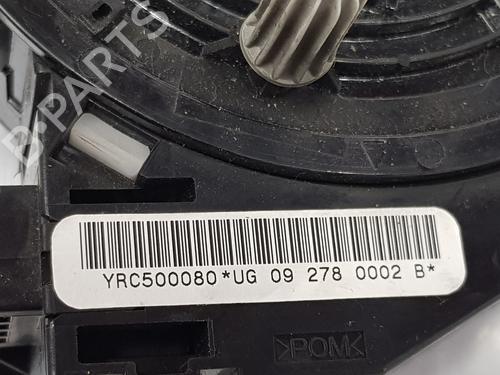 B-PARTS
YRC500080*UG 09 278 0002 B*
>POM<